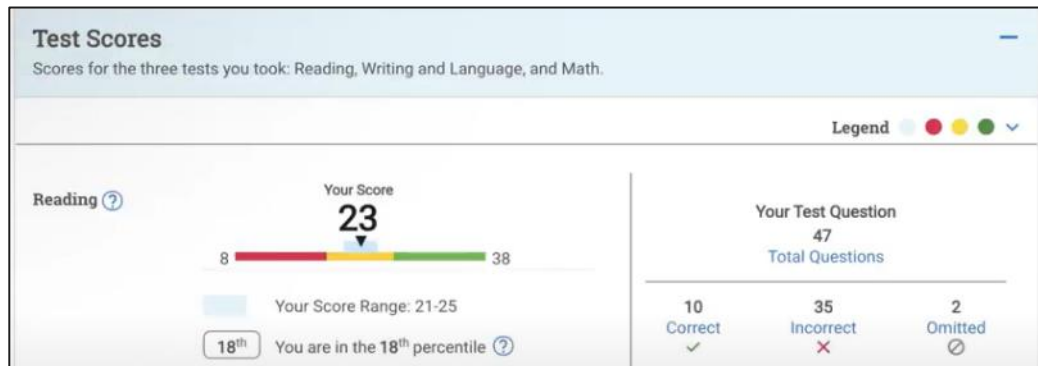 Test Scores
Scores for the three tests you took: Reading, Writing and Language, and Math.
Legend
Reading ?
Your Score
23
8 38
Your Score Range: 21-25
18th You are in the 18th percentile ?
Your Test Question
47
Total Questions
10 35 2
Correct Incorrect Omitted